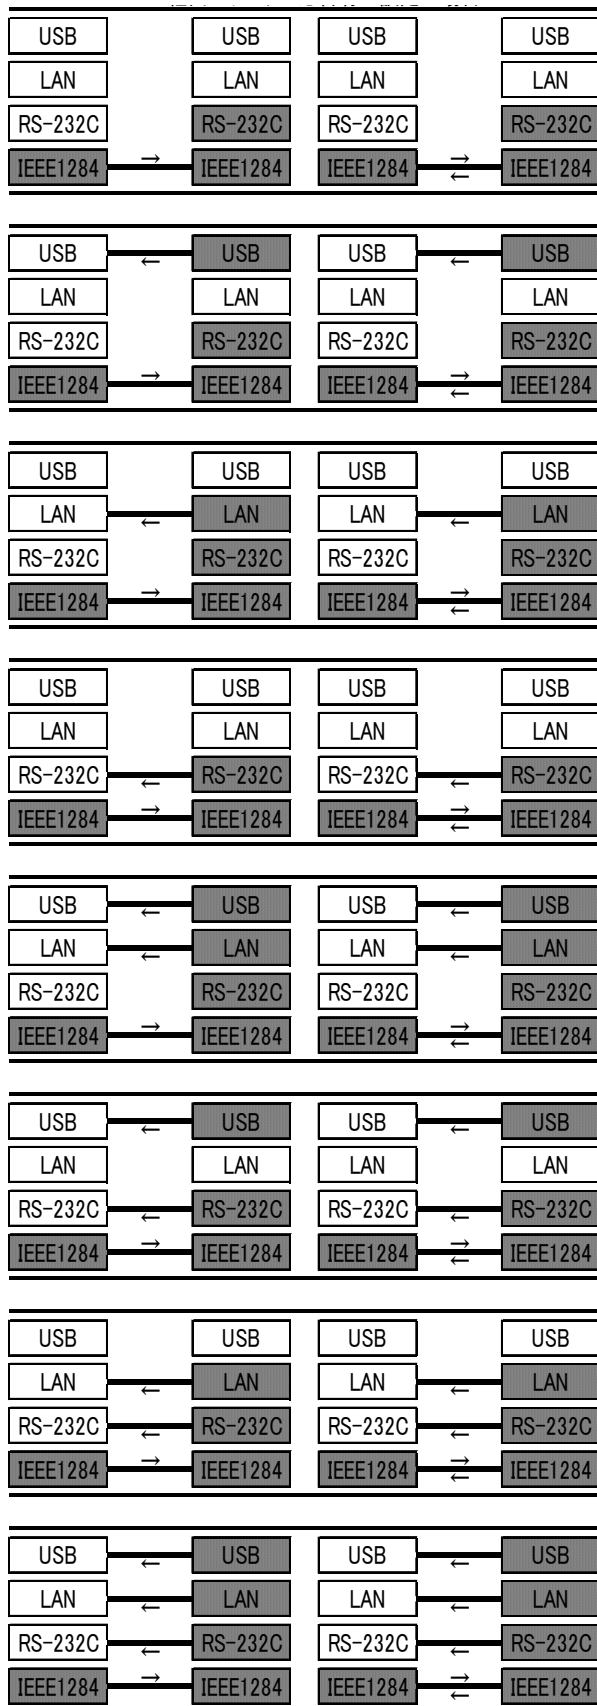 USB USB USB USB
LAN LAN LAN LAN
RS-232C RS-232C RS-232C RS-232C
IEEE1284 → IEEE1284 IEEE1284 → ← IEEE1284
USB ← USB USB ← USB
LAN LAN LAN LAN
RS-232C RS-232C RS-232C RS-232C
IEEE1284 → IEEE1284 IEEE1284 → ← IEEE1284
USB USB USB USB
LAN ← LAN LAN ← LAN
RS-232C RS-232C RS-232C RS-232C
IEEE1284 → IEEE1284 IEEE1284 → ← IEEE1284
USB USB USB USB
LAN LAN LAN LAN
RS-232C ← RS-232C RS-232C ← RS-232C
IEEE1284 → IEEE1284 IEEE1284 → ← IEEE1284
USB ← USB USB ← USB
LAN ← LAN LAN ← LAN
RS-232C RS-232C RS-232C RS-232C
IEEE1284 → IEEE1284 IEEE1284 → ← IEEE1284
USB ← USB USB ← USB
LAN LAN LAN LAN
RS-232C ← RS-232C RS-232C ← RS-232C
IEEE1284 → IEEE1284 IEEE1284 → ← IEEE1284
USB USB USB USB
LAN ← LAN LAN ← LAN
RS-232C ← RS-232C RS-232C ← RS-232C
IEEE1284 → IEEE1284 IEEE1284 → ← IEEE1284
USB ← USB USB ← USB
LAN ← LAN LAN ← LAN
RS-232C ← RS-232C RS-232C ← RS-232C
IEEE1284 → IEEE1284 IEEE1284 → ← IEEE1284